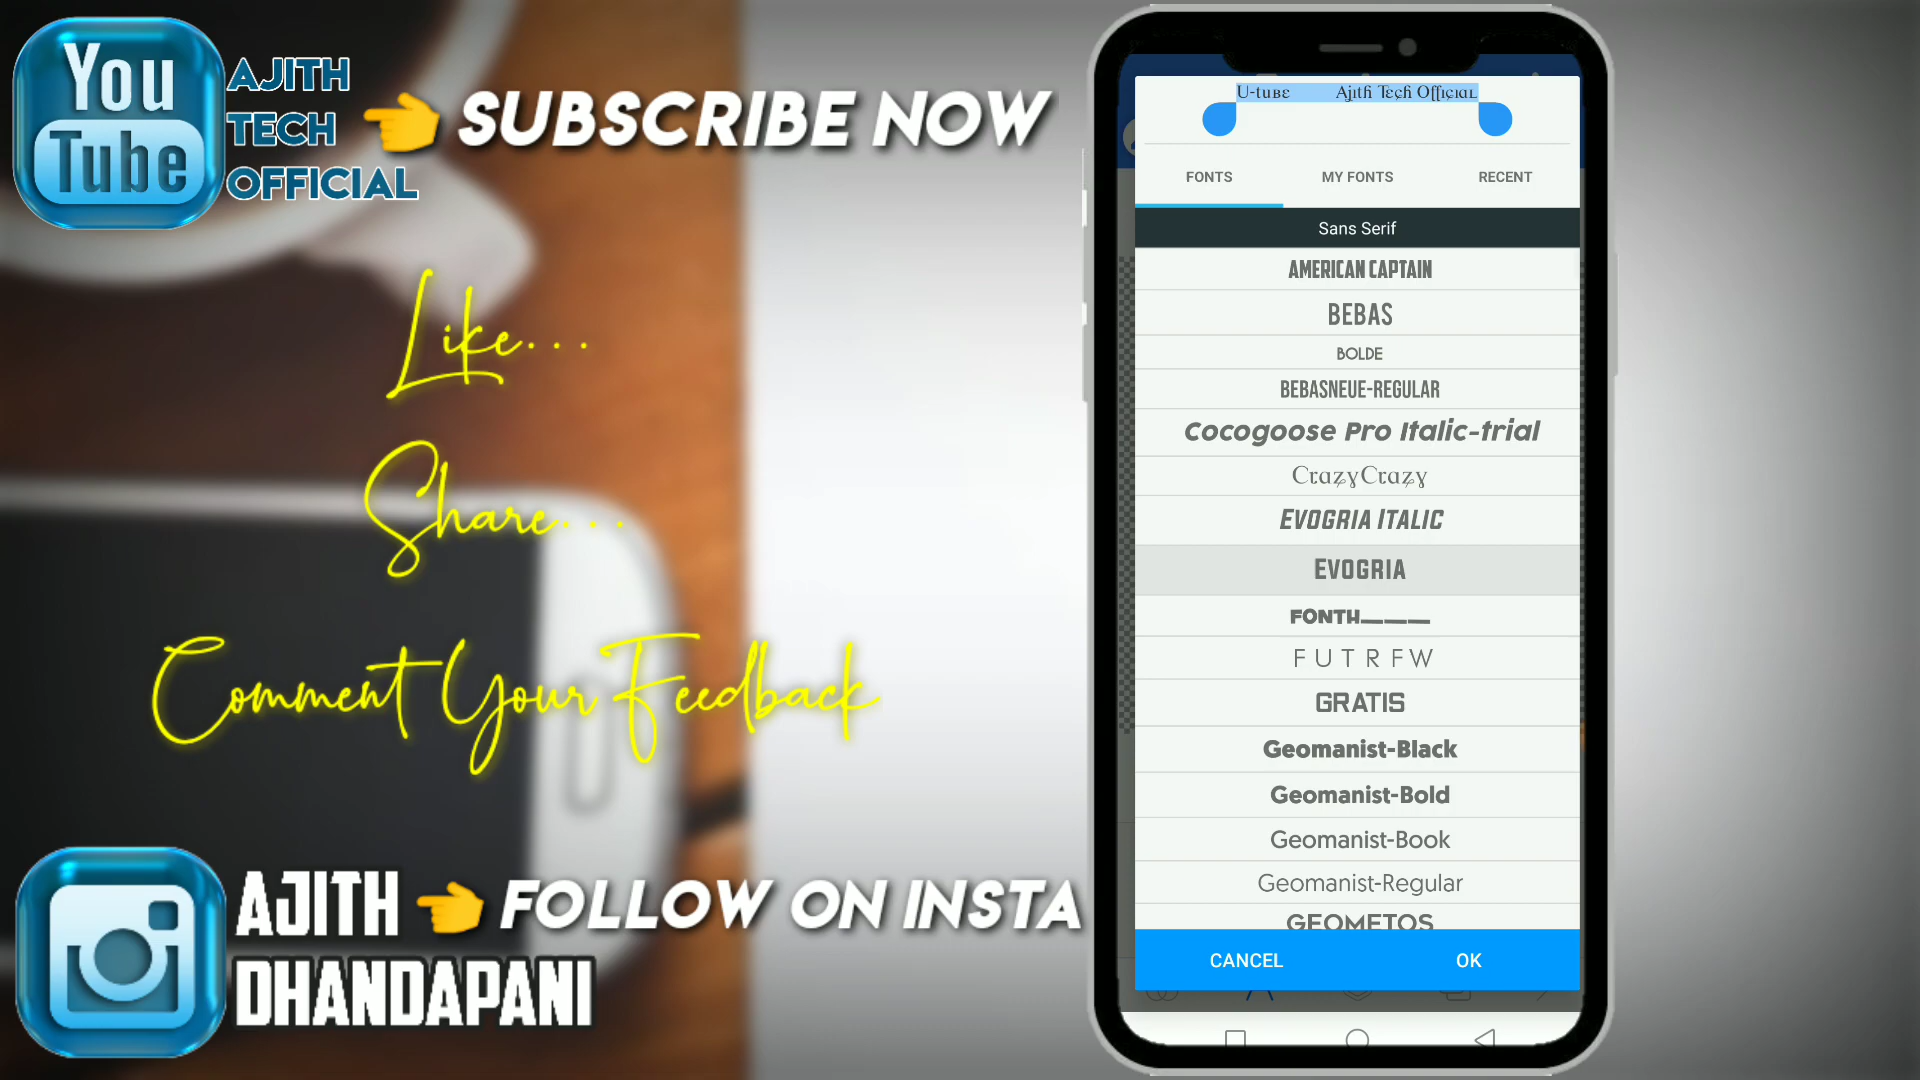 You
Tube
AJITH
TECH
OFFICIAL
SUBSCRIBE NOW
Like...
Share...
Comment Your Feedback
AJITH
DHANDAPANI
FOLLOW ON INSTA
U-tube Ajith Tech Official
FONTS MY FONTS RECENT
Sans Serif
AMERICAN CAPTAIN
BEBAS
BOLDE
BEBASNEUE-REGULAR
Cocogoose Pro Italic-trial
CrazyCrazy
EVOGRIA ITALIC
EVOGRIA
FONTH____
FUTRFW
GRATIS
Geomanist-Black
Geomanist-Bold
Geomanist-Book
Geomanist-Regular
GEOMETOS
CANCEL OK